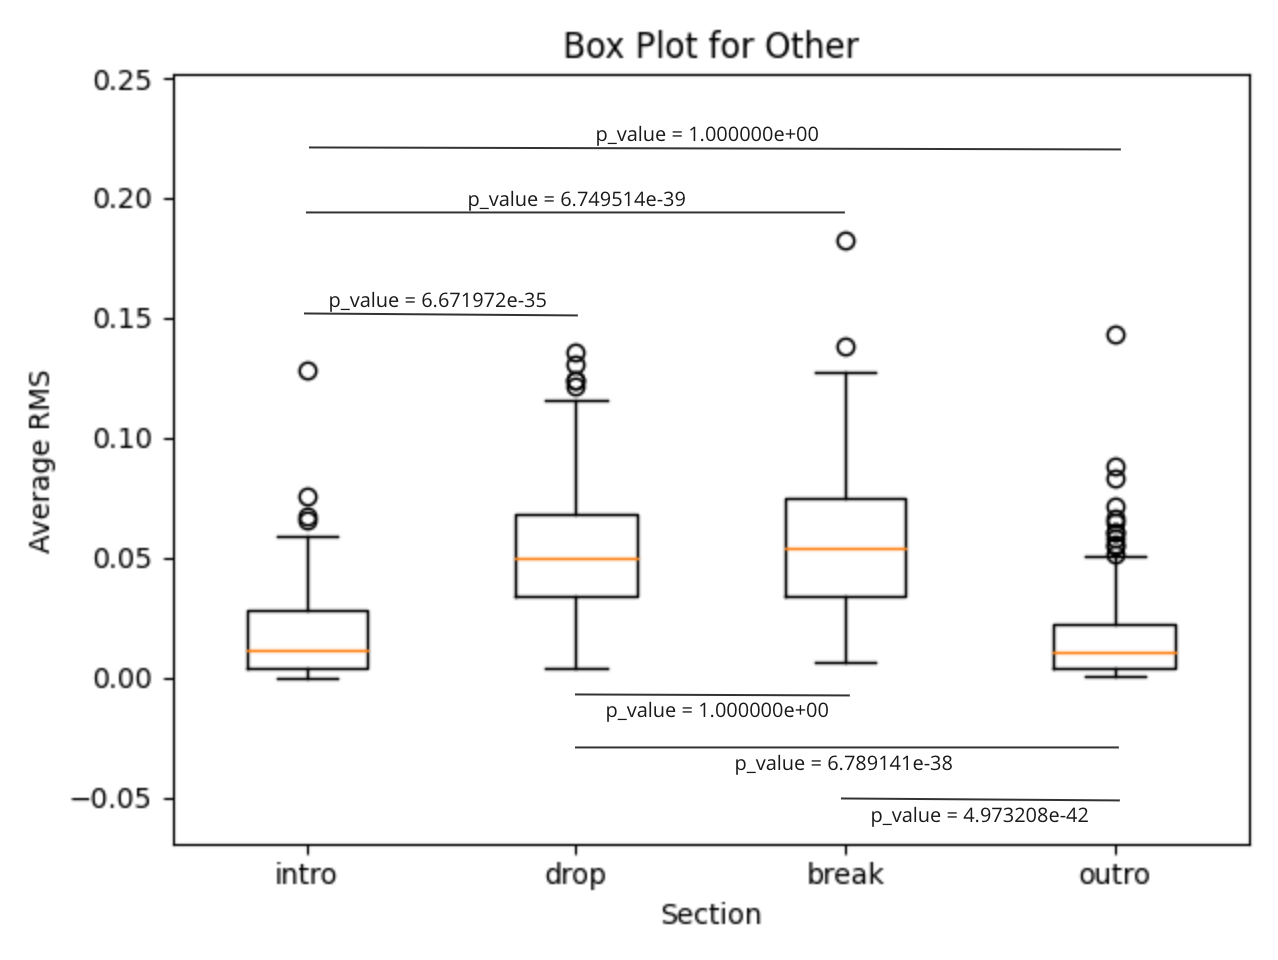 Box Plot for Other
0.25
p_value = 1.000000e+00
0.20
p_value = 6.749514e-39
0.15
p_value = 6.671972e-35
Average RMS
0.10
0.05
0.00
p_value = 1.000000e+00
p_value = 6.789141e-38
−0.05
p_value = 4.973208e-42
intro drop break outro
Section